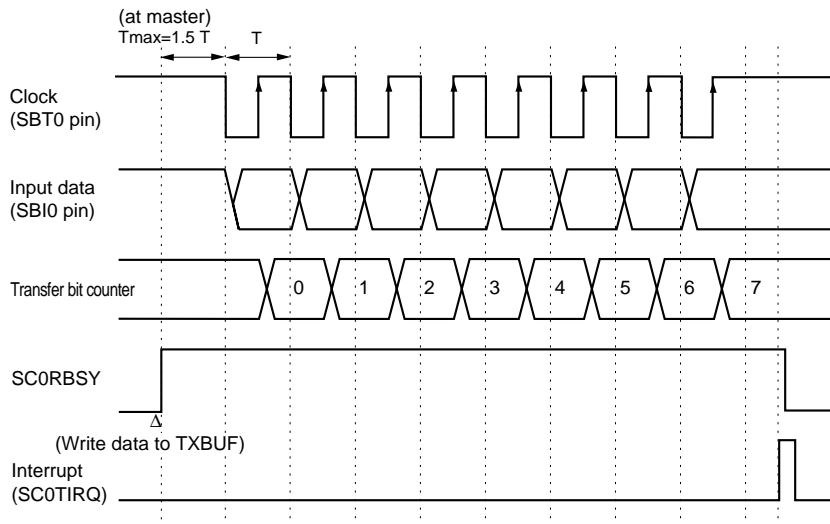 (at master)
Tmax=1.5 T
T
Clock
(SBT0 pin)
Input data
(SBI0 pin)
Transfer bit counter
0 1 2 3 4 5 6 7
SC0RBSY
Δ
(Write data to TXBUF)
Interrupt
(SC0TIRQ)